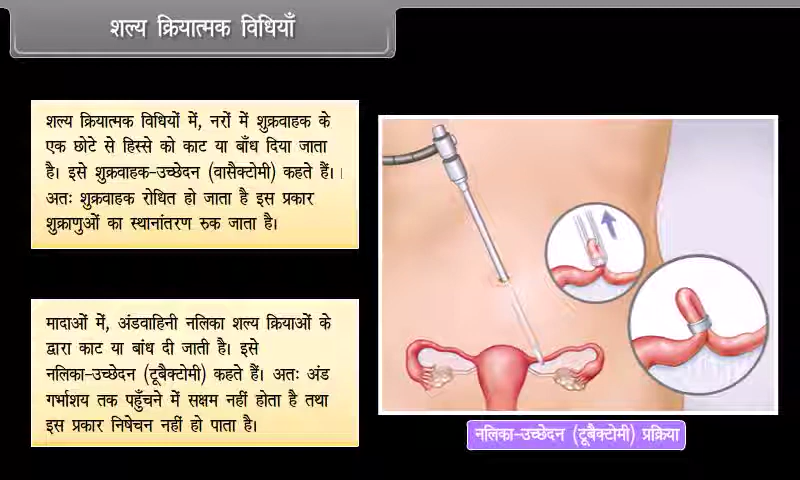 शल्य क्रियात्मक विधियाँ
शल्य क्रियात्मक विधियों में, नरों में शुक्रवाहक के
एक छोटे से हिस्से को काट या बाँध दिया जाता
है। इसे शुक्रवाहक-उच्छेदन (वासैक्टोमी) कहते हैं।।
अतः शुक्रवाहक रोधित हो जाता है इस प्रकार
शुक्राणुओं का स्थानांतरण रुक जाता है।
मादाओं में, अंडवाहिनी नलिका शल्य क्रियाओं के
द्वारा काट या बांध दी जाती है। इसे
नलिका-उच्छेदन (टूबैक्टोमी) कहते हैं। अतः अंड
गर्भाशय तक पहुँचने में सक्षम नहीं होता है तथा
इस प्रकार निषेचन नहीं हो पाता है।
नलिका-उच्छेदन (टूबैक्टोमी) प्रक्रिया